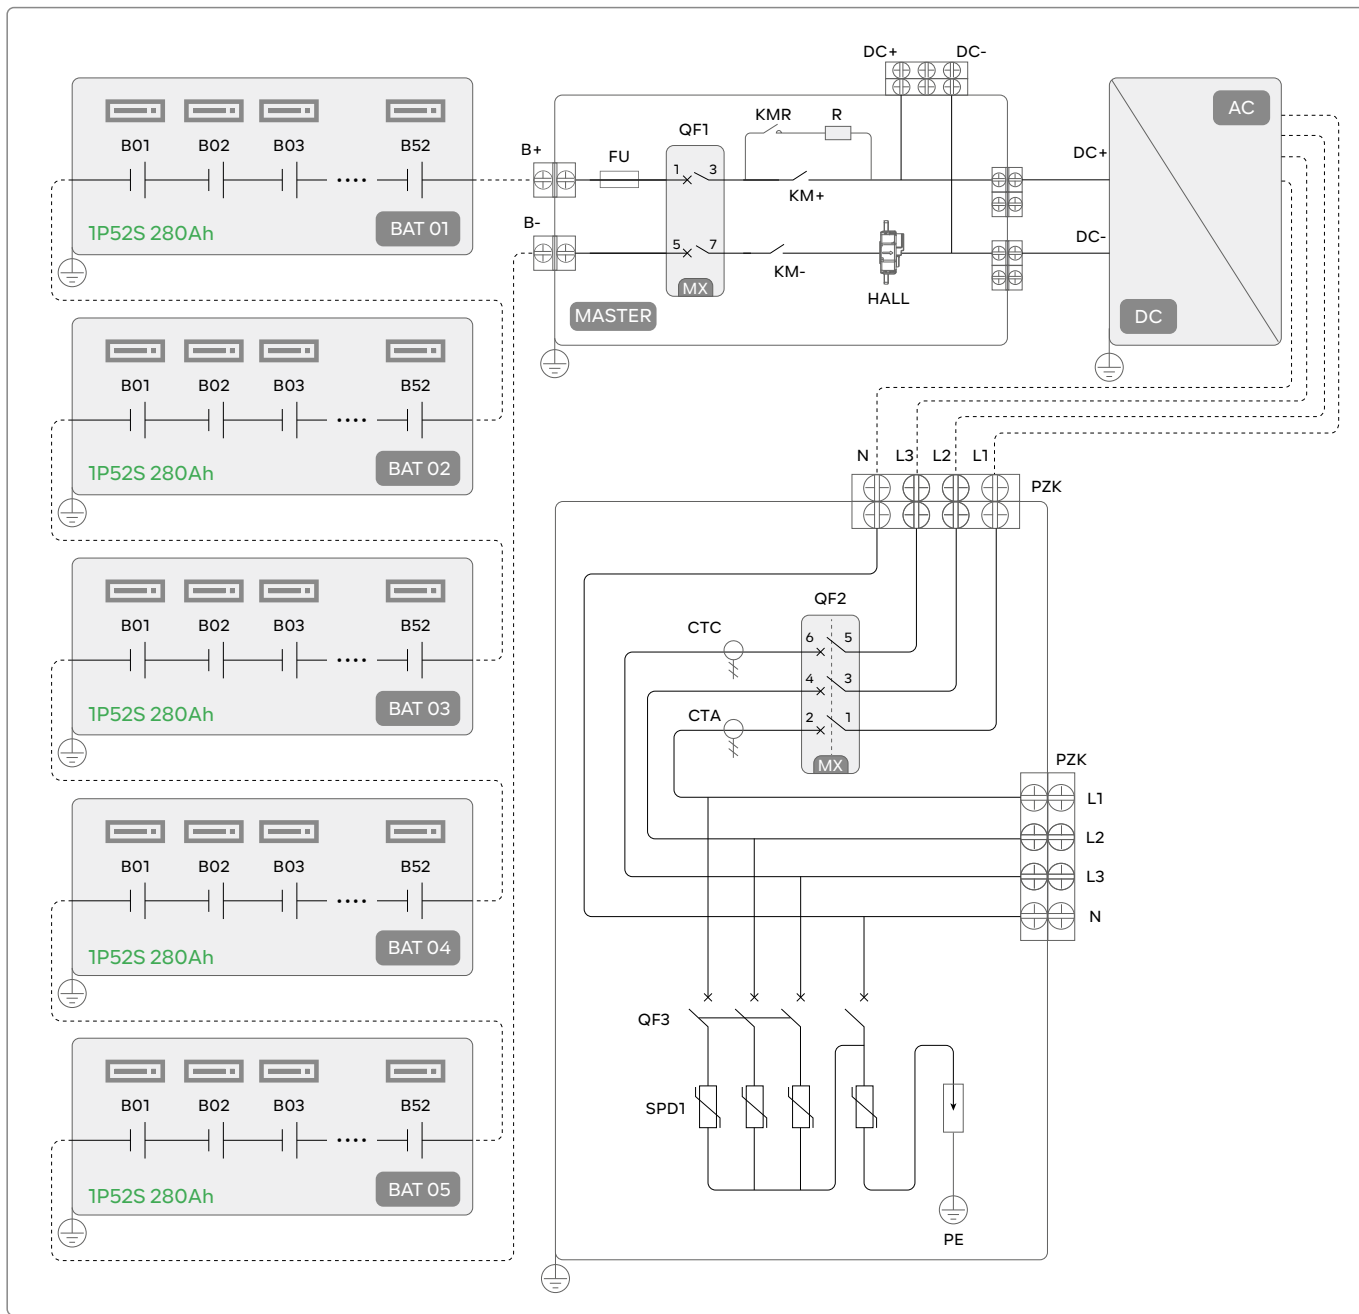 DC+ DC-
B01 B02 B03 B52
1P52S 280Ah
BAT 01
B+
B-
FU
QF1
1 3
5 7
MX
KMR R
KM+
KM-
HALL
MASTER
DC+
DC-
AC
DC
B01 B02 B03 B52
1P52S 280Ah
BAT 02
N L3 L2 L1
PZK
B01 B02 B03 B52
1P52S 280Ah
BAT 03
QF2
CTC
6 5
4 3
CTA
2 1
MX
PZK
L1
L2
L3
N
B01 B02 B03 B52
1P52S 280Ah
BAT 04
QF3
SPD1
PE
B01 B02 B03 B52
1P52S 280Ah
BAT 05